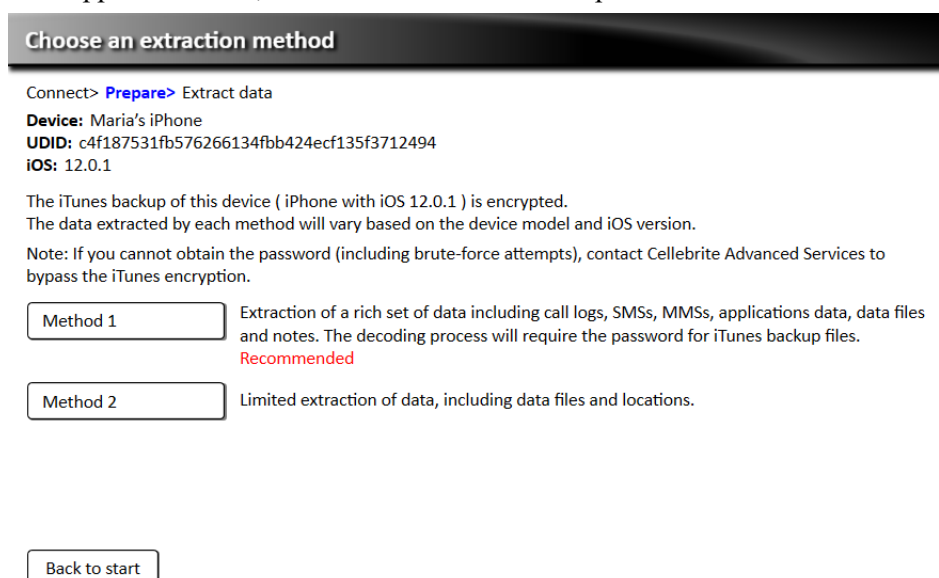 Choose an extraction method
Connect> Prepare> Extract data
Device: Maria's iPhone
UDID: c4f187531fb576266134fbb424ecf135f3712494
iOS: 12.0.1
The iTunes backup of this device ( iPhone with iOS 12.0.1 ) is encrypted.
The data extracted by each method will vary based on the device model and iOS version.
Note: If you cannot obtain the password (including brute-force attempts), contact Cellebrite Advanced Services to
bypass the iTunes encryption.
Method 1
Extraction of a rich set of data including call logs, SMSs, MMSs, applications data, data files
and notes. The decoding process will require the password for iTunes backup files.
Recommended
Method 2
Limited extraction of data, including data files and locations.
Back to start